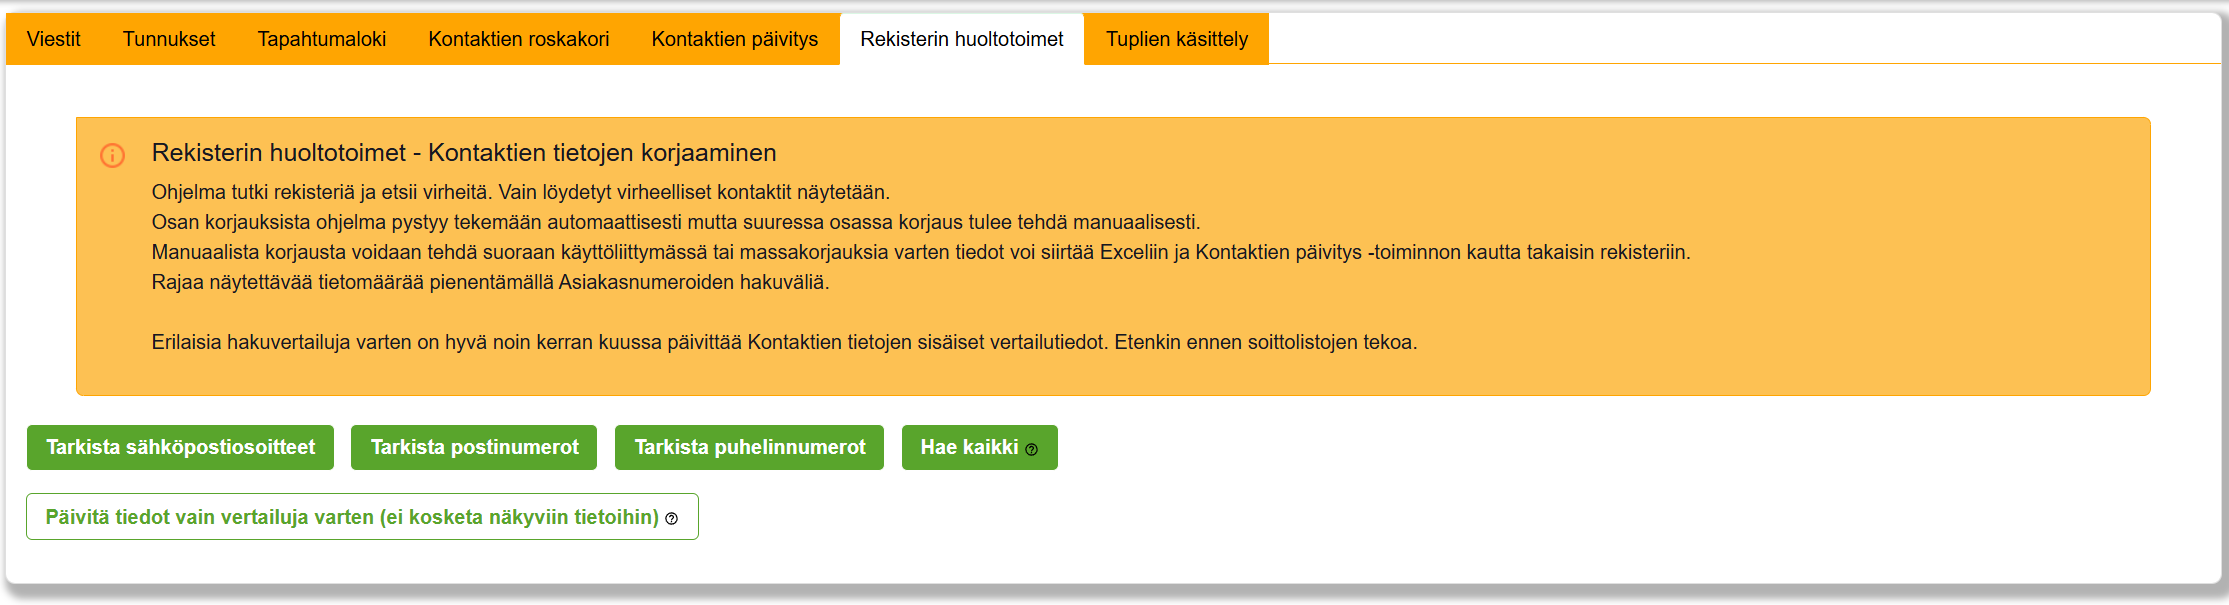 Viestit Tunnukset Tapahtumaloki Kontaktien roskakori Kontaktien päivitys Rekisterin huoltotoimet Tuplien käsittely
Rekisterin huoltotoimet - Kontaktien tietojen korjaaminen
Ohjelma tutki rekisteriä ja etsii virheitä. Vain löydetyt virheelliset kontaktit näytetään.
Osan korjauksista ohjelma pystyy tekemään automaattisesti mutta suuressa osassa korjaus tulee tehdä manuaalisesti.
Manuaalista korjausta voidaan tehdä suoraan käyttöliittymässä tai massakorjauksia varten tiedot voi siirtää Exceliin ja Kontaktien päivitys -toiminnon kautta takaisin rekisteriin.
Rajaa näytettävää tietomäärää pienentämällä Asiakasnumeroiden hakuväliä.
Erilaisia hakuvertailuja varten on hyvä noin kerran kuussa päivittää Kontaktien tietojen sisäiset vertailutiedot. Etenkin ennen soittolistojen tekoa.
Tarkista sähköpostiosoitteet Tarkista postinumerot Tarkista puhelinnumerot Hae kaikki
Päivitä tiedot vain vertailuja varten (ei kosketa näkyviin tietoihin)